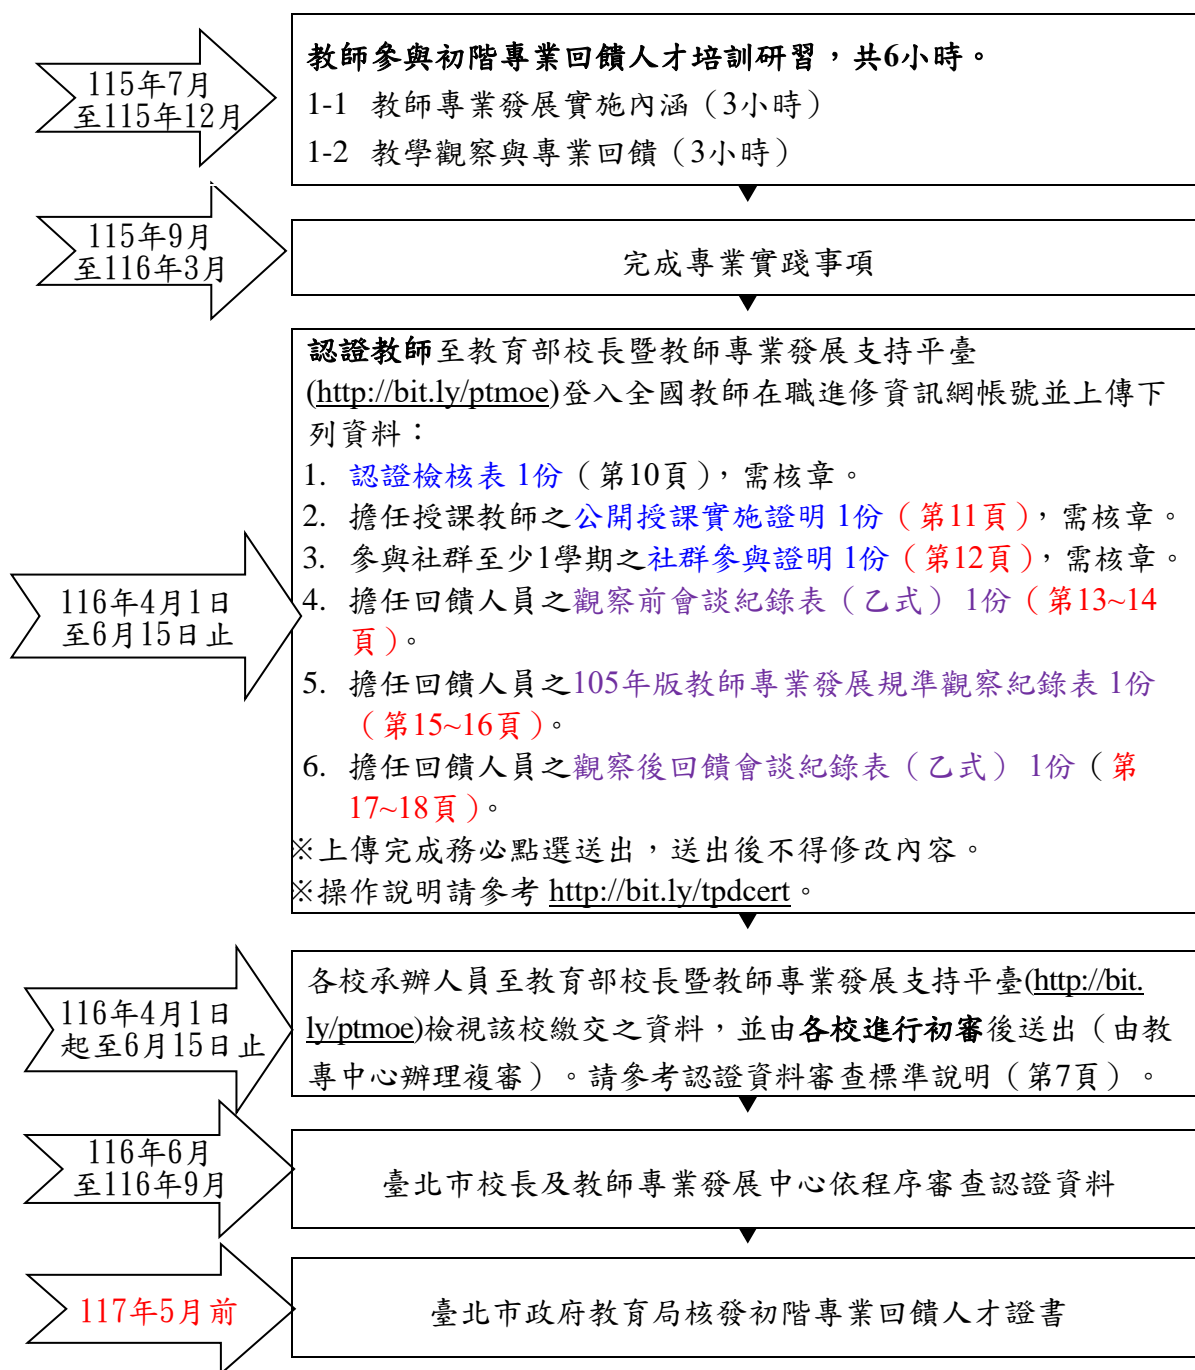 115年7月
至115年12月
教師參與初階專業回饋人才培訓研習，共6小時。
1-1 教師專業發展實施內涵（3小時）
1-2 教學觀察與專業回饋（3小時）
115年9月
至116年3月
完成專業實踐事項
116年4月1日
至6月15日止
認證教師至教育部校長暨教師專業發展支持平臺
(http://bit.ly/ptmoe)登入全國教師在職進修資訊網帳號並上傳下
列資料：
1. 認證檢核表 1份（第10頁），需核章。
2. 擔任授課教師之公開授課實施證明 1份（第11頁），需核章。
3. 參與社群至少1學期之社群參與證明 1份（第12頁），需核章。
4. 擔任回饋人員之觀察前會談紀錄表（乙式） 1份（第13~14
頁）。
5. 擔任回饋人員之105年版教師專業發展規準觀察紀錄表 1份
（第15~16頁）。
6. 擔任回饋人員之觀察後回饋會談紀錄表（乙式） 1份（第
17~18頁）。
※上傳完成務必點選送出，送出後不得修改內容。
※操作說明請參考 http://bit.ly/tpdcert。
116年4月1日
起至6月15日止
各校承辦人員至教育部校長暨教師專業發展支持平臺(http://bit.
ly/ptmoe)檢視該校繳交之資料，並由各校進行初審後送出（由教
專中心辦理複審）。請參考認證資料審查標準說明（第7頁）。
116年6月
至116年9月
臺北市校長及教師專業發展中心依程序審查認證資料
117年5月前
臺北市政府教育局核發初階專業回饋人才證書